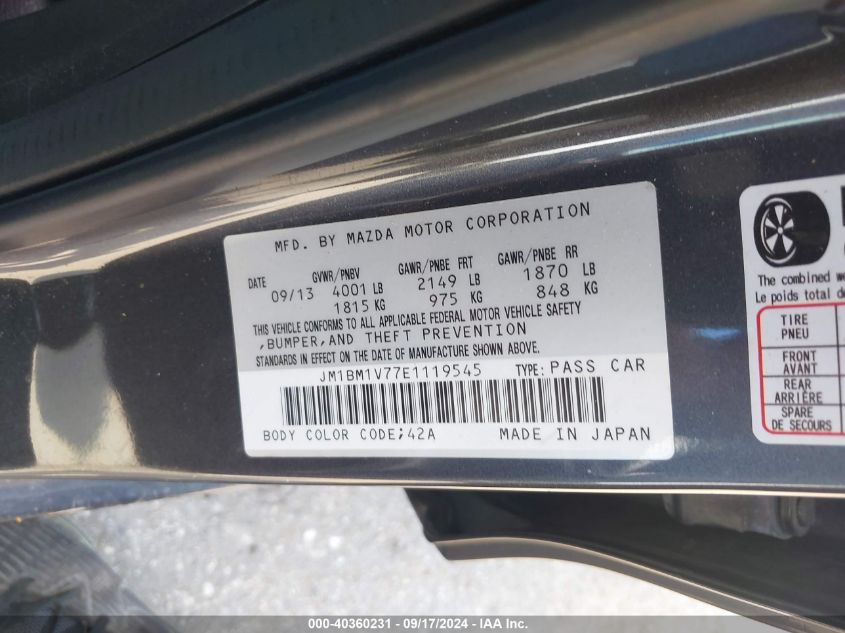 MFD. BY MAZDA MOTOR CORPORATION
DATE GVWR/PNBV GAWR/PNBE FRT GAWR/PNBE RR
09/13 4001 LB 2149 LB 1870 LB
1815 KG 975 KG 848 KG
THIS VEHICLE CONFORMS TO ALL APPLICABLE FEDERAL MOTOR VEHICLE SAFETY
,BUMPER,AND THEFT PREVENTION
STANDARDS IN EFFECT ON THE DATE OF MANUFACTURE SHOWN ABOVE.
JM1BM1V77E1119545 TYPE: PASS CAR
BODY COLOR CODE;42A MADE IN JAPAN
The combined
Le poids total
TIRE
PNEU
FRONT
AVANT
REAR
ARRIÈRE
SPARE
DE SECOURS
000-40360231 - 09/17/2024 - IAAI.com